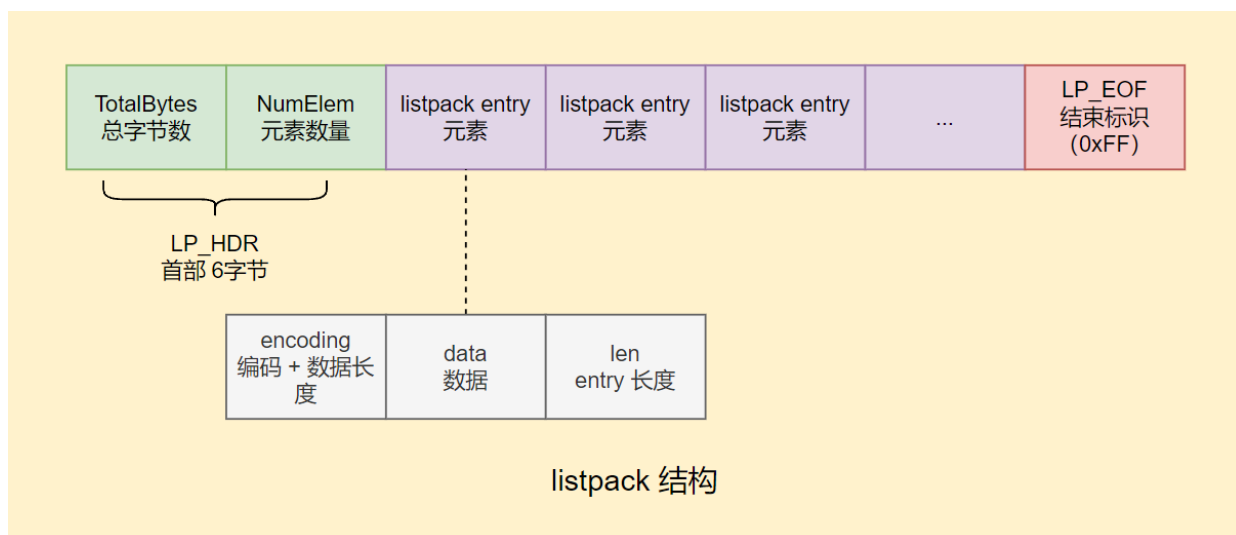 TotalBytes
总字节数
NumElem
元素数量
listpack entry
元素
listpack entry
元素
listpack entry
元素
...
LP_EOF
结束标识
（0xFF）
LP_HDR
首部 6字节
encoding
编码 + 数据长
度
data
数据
len
entry 长度
listpack 结构